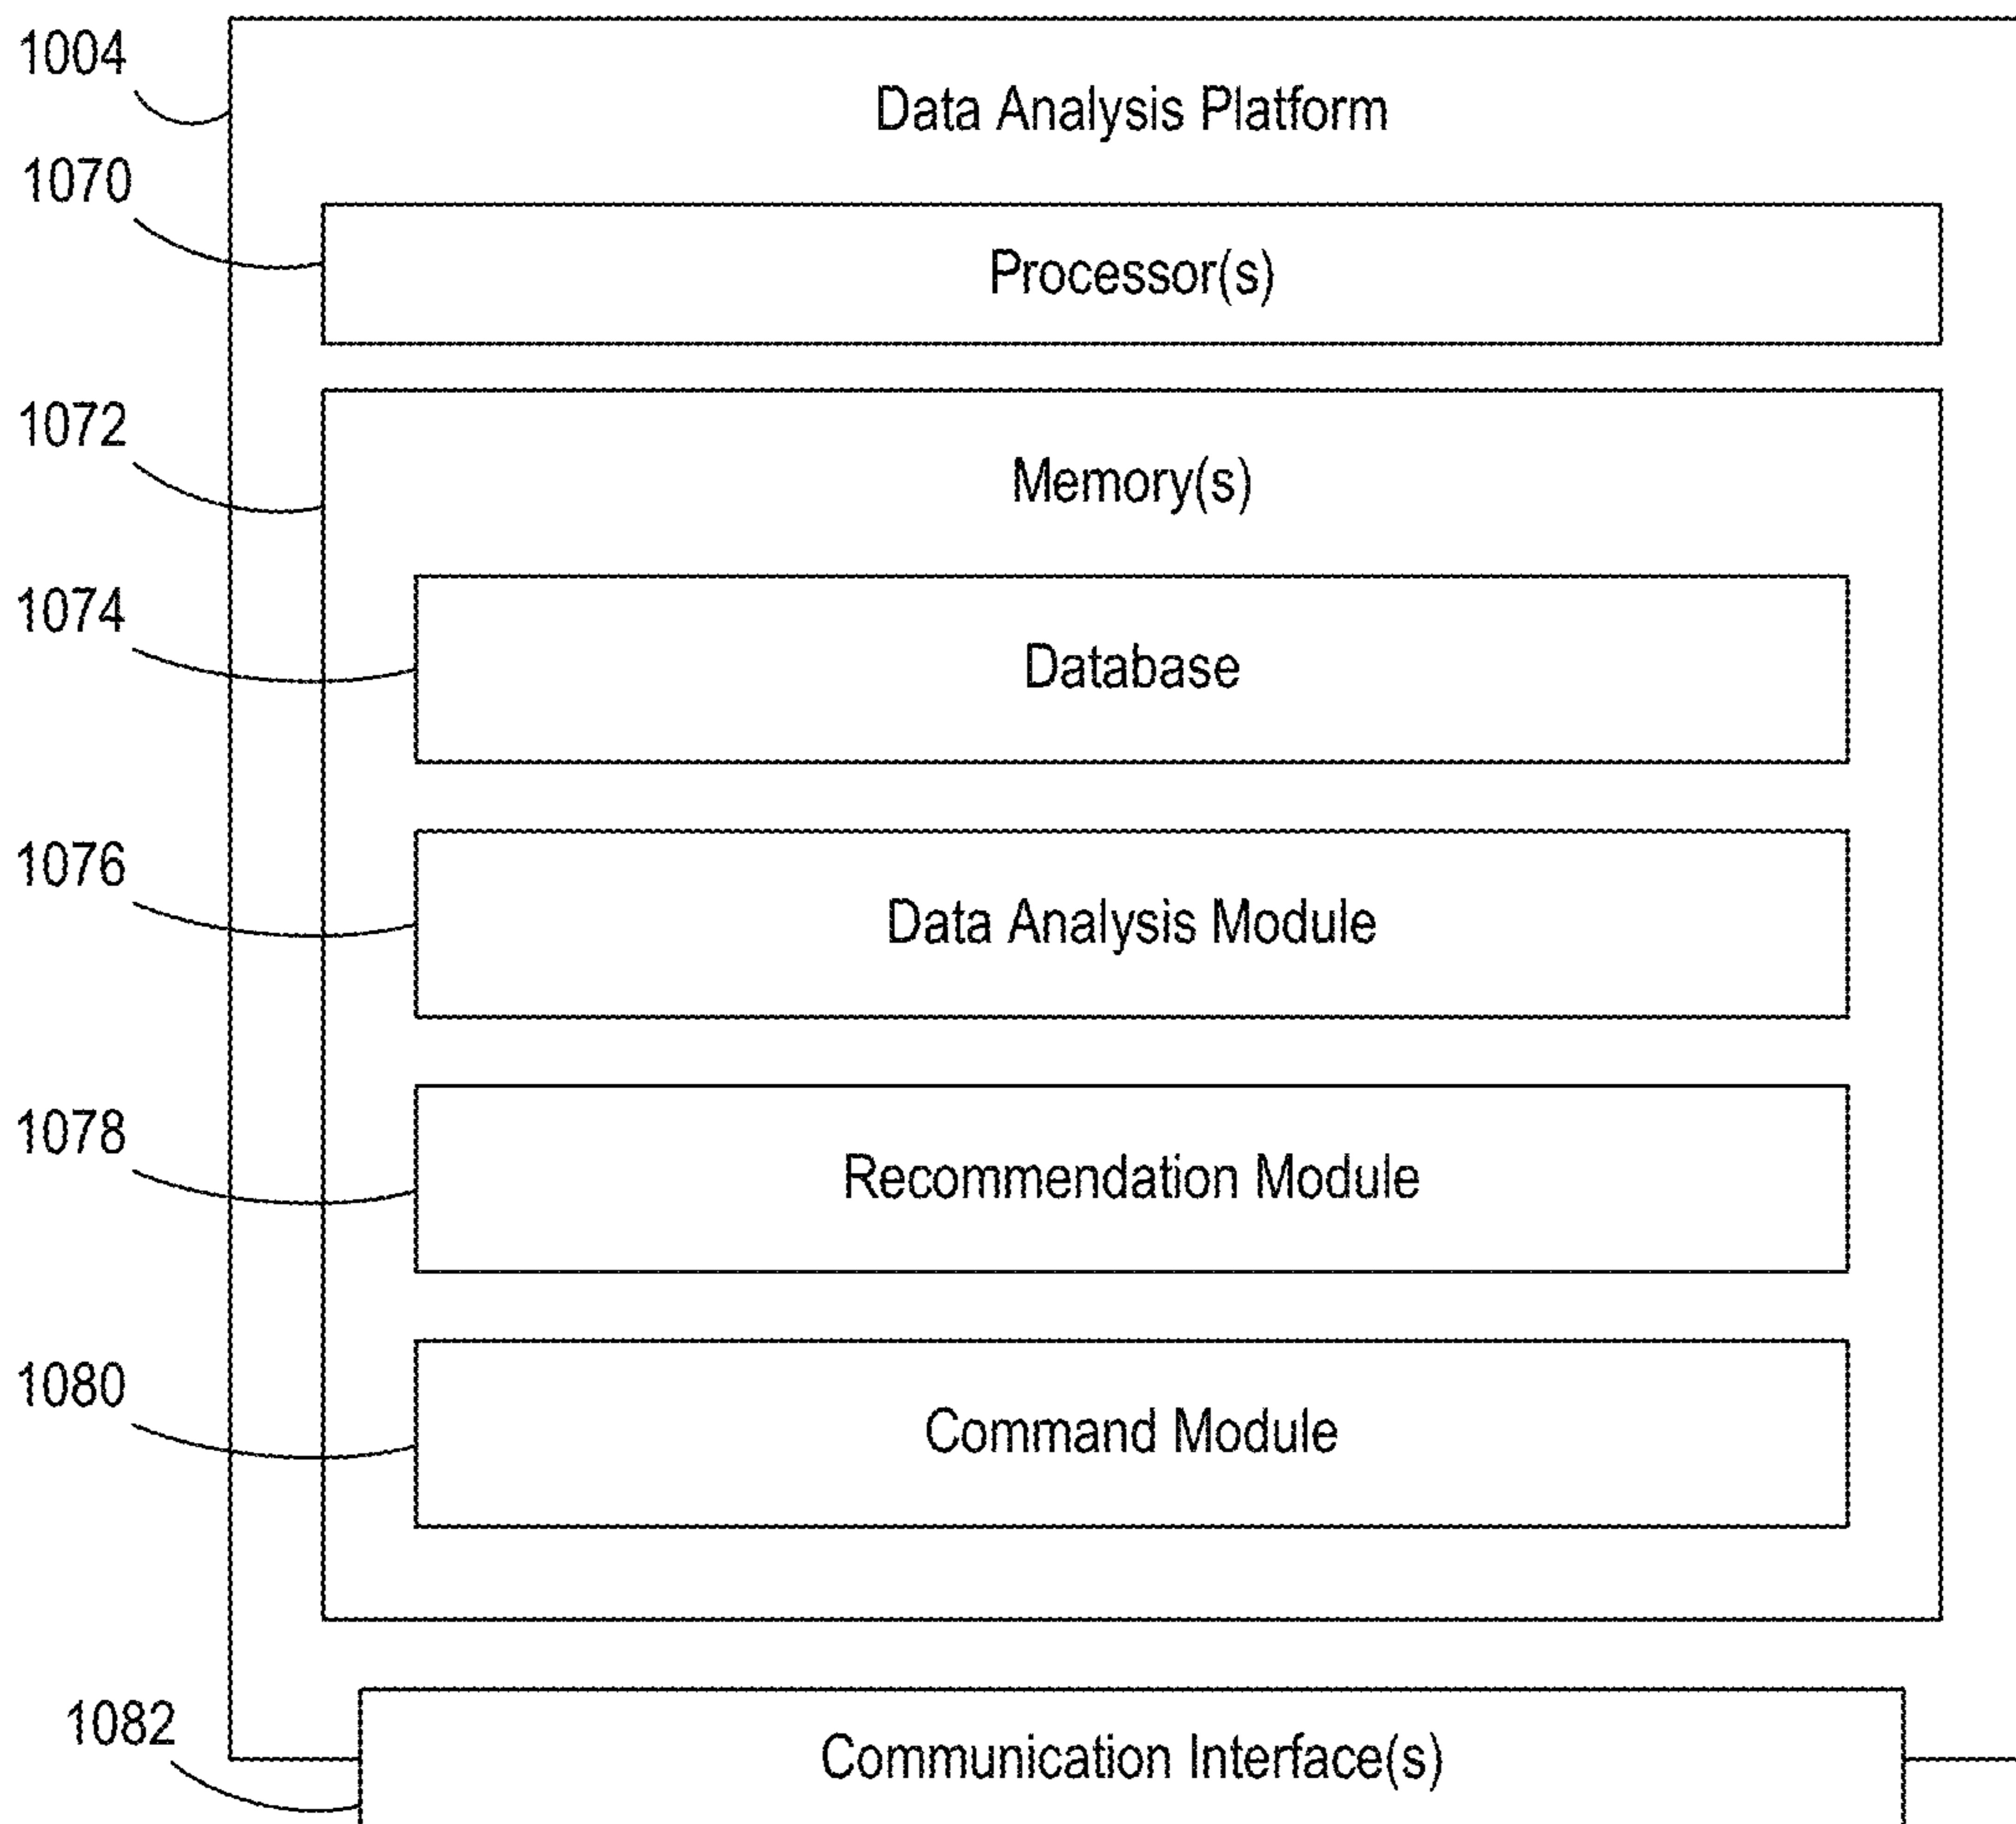 1004
Data Analysis Platform
1070
Processor(s)
1072
Memory(s)
1074
Database
1076
Data Analysis Module
1078
Recommendation Module
1080
Command Module
1082
Communication Interface(s)